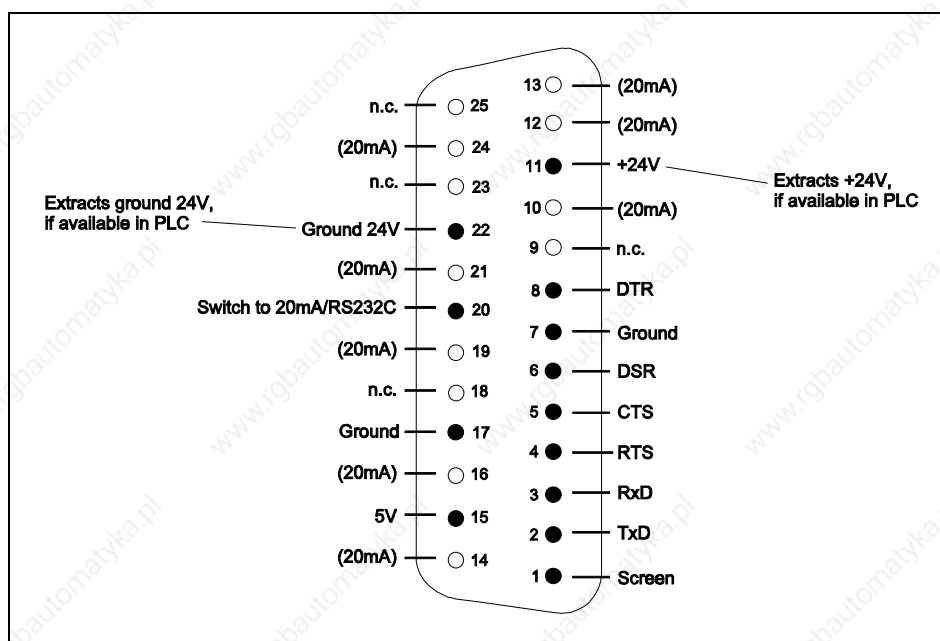 n.c.
25
(20mA)
24
n.c.
23
Extracts ground 24V,
if available in PLC
Ground 24V
22
(20mA)
21
Switch to 20mA/RS232C
20
(20mA)
19
n.c.
18
Ground
17
(20mA)
16
5V
15
(20mA)
14
13
(20mA)
12
(20mA)
11
+24V
Extracts +24V,
if available in PLC
10
(20mA)
9
n.c.
8
DTR
7
Ground
6
DSR
5
CTS
4
RTS
3
RxD
2
TxD
1
Screen
www.rgbautomatyka.pl